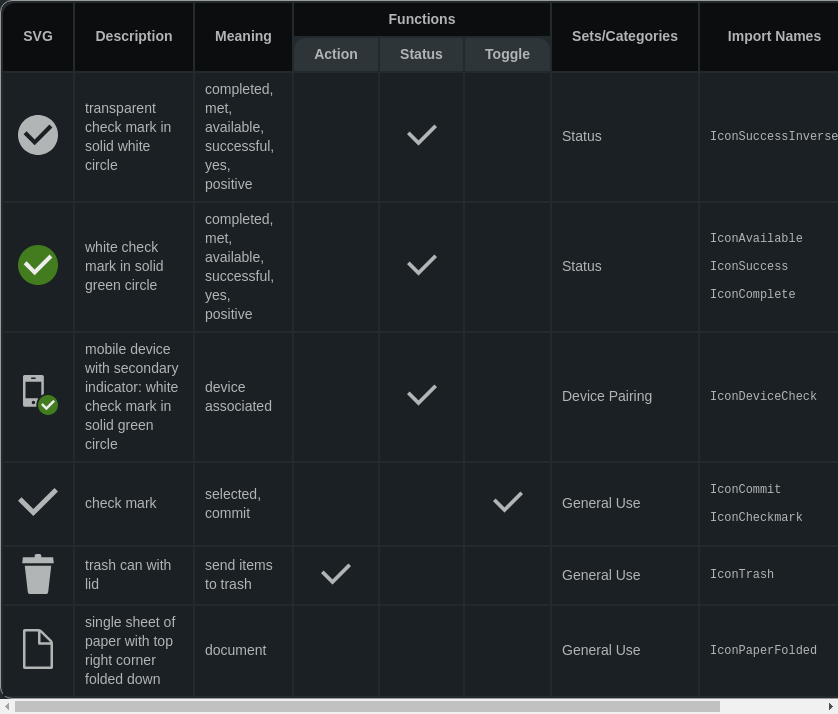 SVG
Description
Meaning
Functions
Action
Status
Toggle
Sets/Categories
Import Names
transparent
check mark in
solid white
circle
completed,
met,
available,
successful,
yes,
positive
Status
IconSuccessInverse
white check
mark in solid
green circle
completed,
met,
available,
successful,
yes,
positive
Status
IconAvailable
IconSuccess
IconComplete
mobile device
with secondary
indicator: white
check mark in
solid green
circle
device
associated
Device Pairing
IconDeviceCheck
check mark
selected,
commit
General Use
IconCommit
IconCheckmark
trash can with
lid
send items
to trash
General Use
IconTrash
single sheet of
paper with top
right corner
folded down
document
General Use
IconPaperFolded